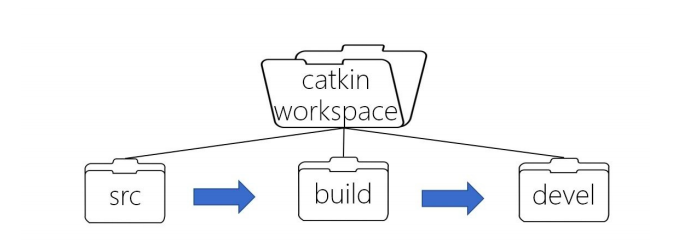 catkin
workspace
src
build
devel